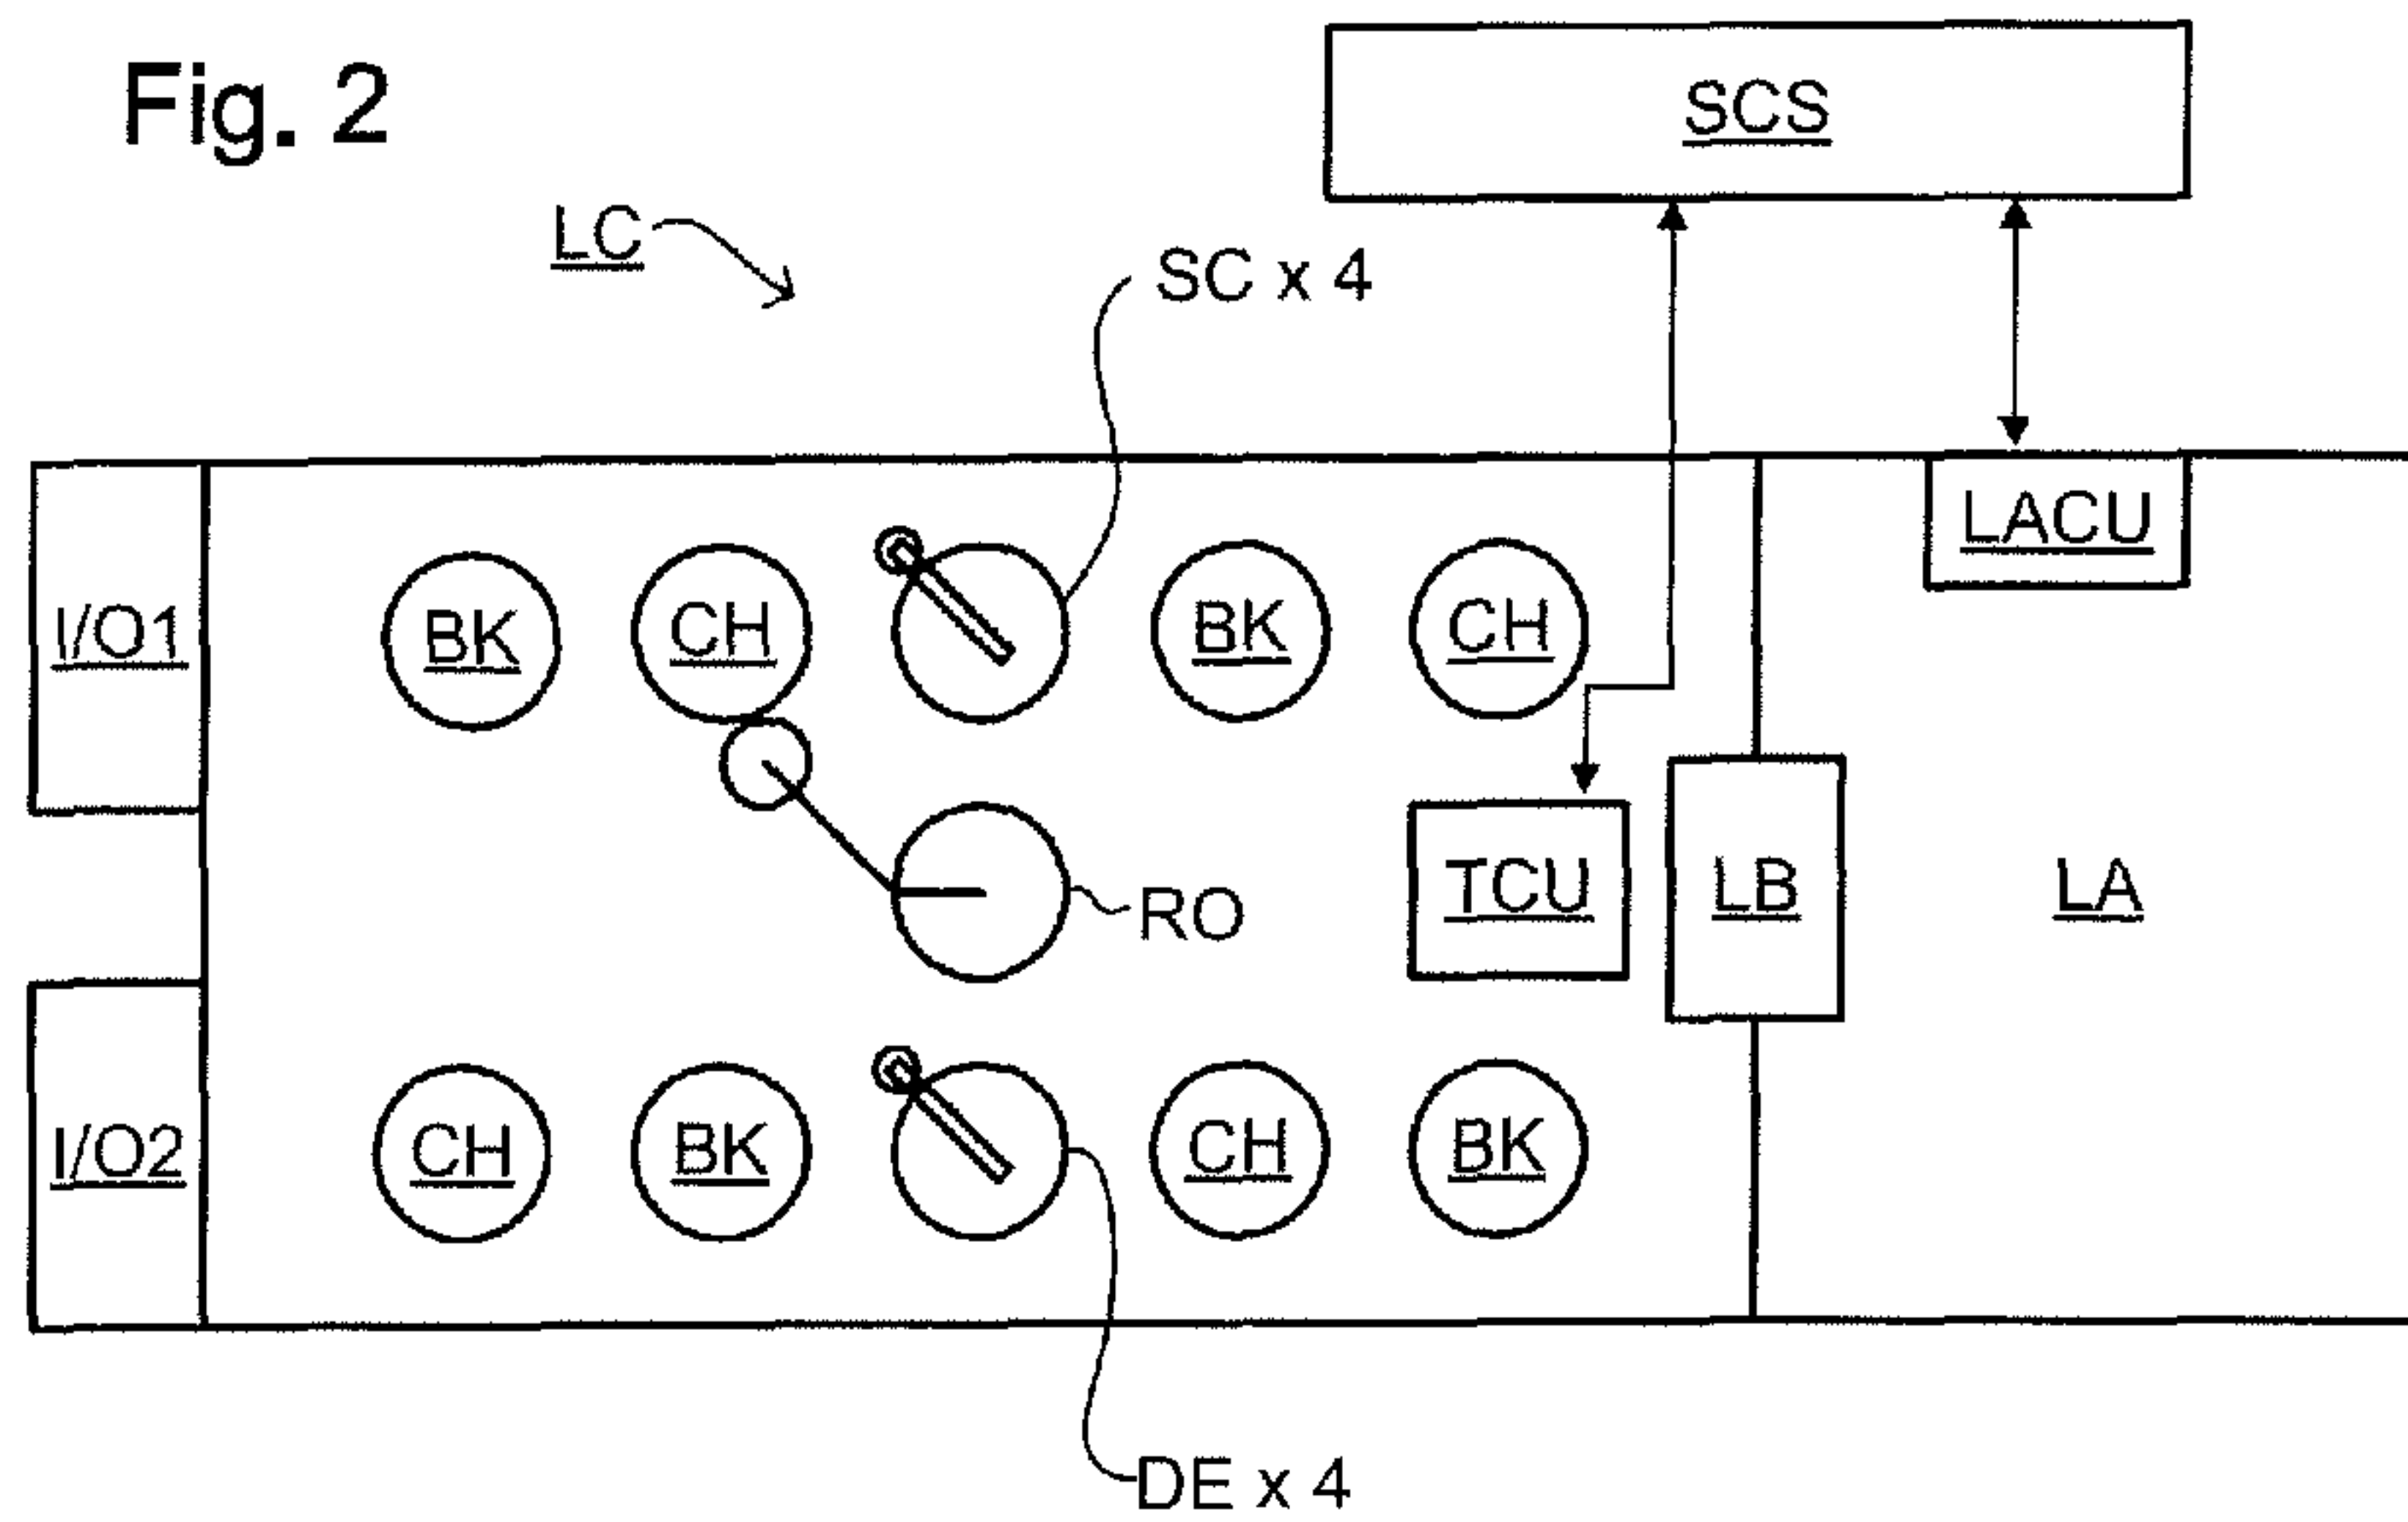 Fig. 2
SCS
LC
SC x 4
LACU
I/O1
BK
CH
BK
CH
RO
TCU
LB
LA
I/O2
CH
BK
CH
BK
DE x 4